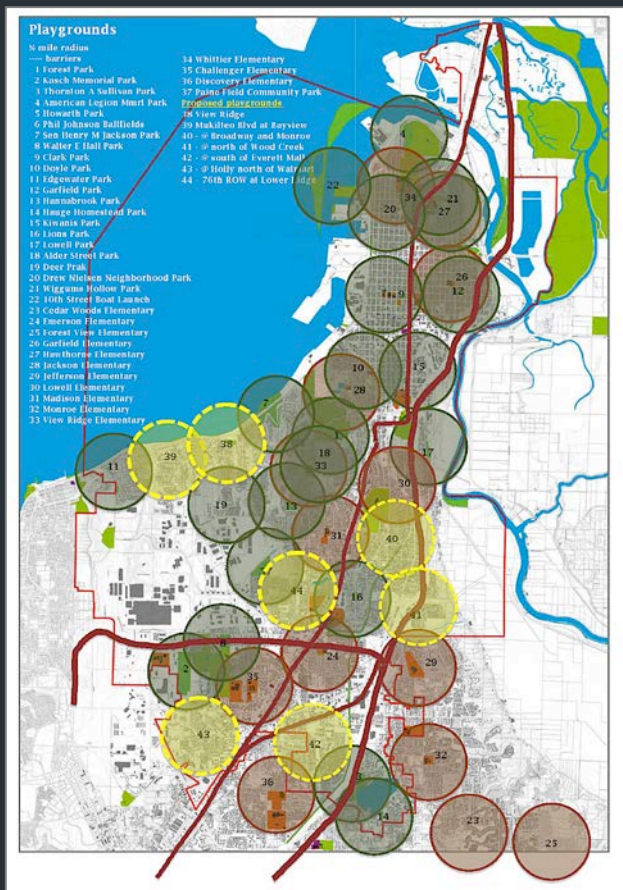 Playgrounds
¾ mile radius
barriers
1 Forest Park
2 Kasch Memorial Park
3 Thornton A Sullivan Park
4 American Legion Mmrl Park
5 Howarth Park
6 Phil Johnson Ballfields
7 Sen Henry M Jackson Park
8 Walter E Hall Park
9 Clark Park
10 Doyle Park
11 Edgewater Park
12 Garfield Park
13 Hannabrook Park
14 Hauge Homestead Park
15 Kiwanis Park
16 Lions Park
17 Lowell Park
18 Alder Street Park
19 Deer Prak
20 Drew Nielsen Neighborhood Park
21 Wiggums Hollow Park
22 10th Street Boat Launch
23 Cedar Woods Elementary
24 Emerson Elementary
25 Forest View Elementary
26 Garfield Elementary
27 Hawthorne Elementary
28 Jackson Elementary
29 Jefferson Elementary
30 Lowell Elementary
31 Madison Elementary
32 Monroe Elementary
33 View Ridge Elementary
34 Whittier Elementary
35 Challenger Elementary
36 Discovery Elementary
37 Paine Field Community Park
Proposed playgrounds
38 View Ridge
39 Mukilteo Blvd at Bayview
40 - @ Broadway and Monroe
41 - @ north of Wood Creek
42 - @ south of Everett Mall
43 - @ Holly north of Walmart
44 - 76th ROW at Lower Ridge
4
22
34
21
20
27
26
9
12
10
15
28
7
1
38
18
17
39
33
11
30
19
13
31
40
44
16
41
8
24
2
35
29
43
42
32
36
14
23
25